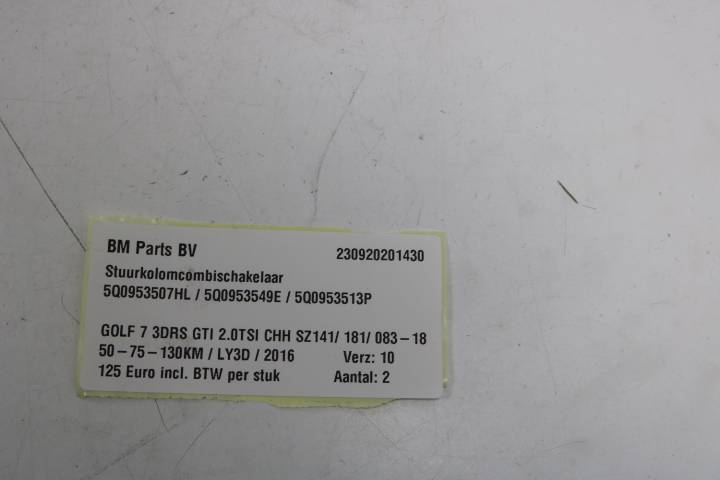 BM Parts BV 230920201430
Stuurkolomcombischakelaar
5Q0953507HL / 5Q0953549E / 5Q0953513P
GOLF 7 3DRS GTI 2.0TSI CHH SZ141/ 181/ 083-18
50-75-130KM / LY3D / 2016 Verz: 10
125 Euro incl. BTW per stuk Aantal: 2